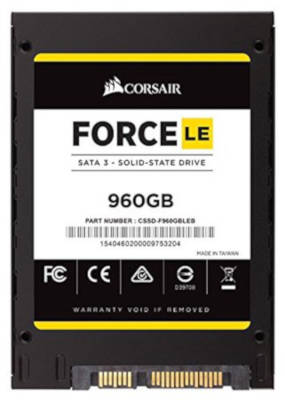 CORSAIR
FORCE LE
SATA 3 - SOLID-STATE DRIVE
960GB
PART NUMBER : CSSD-F960GBLEB
1540460200009753204
MADE IN TAIWAN
FC CE
D39708
WARRANTY VOID IF REMOVED